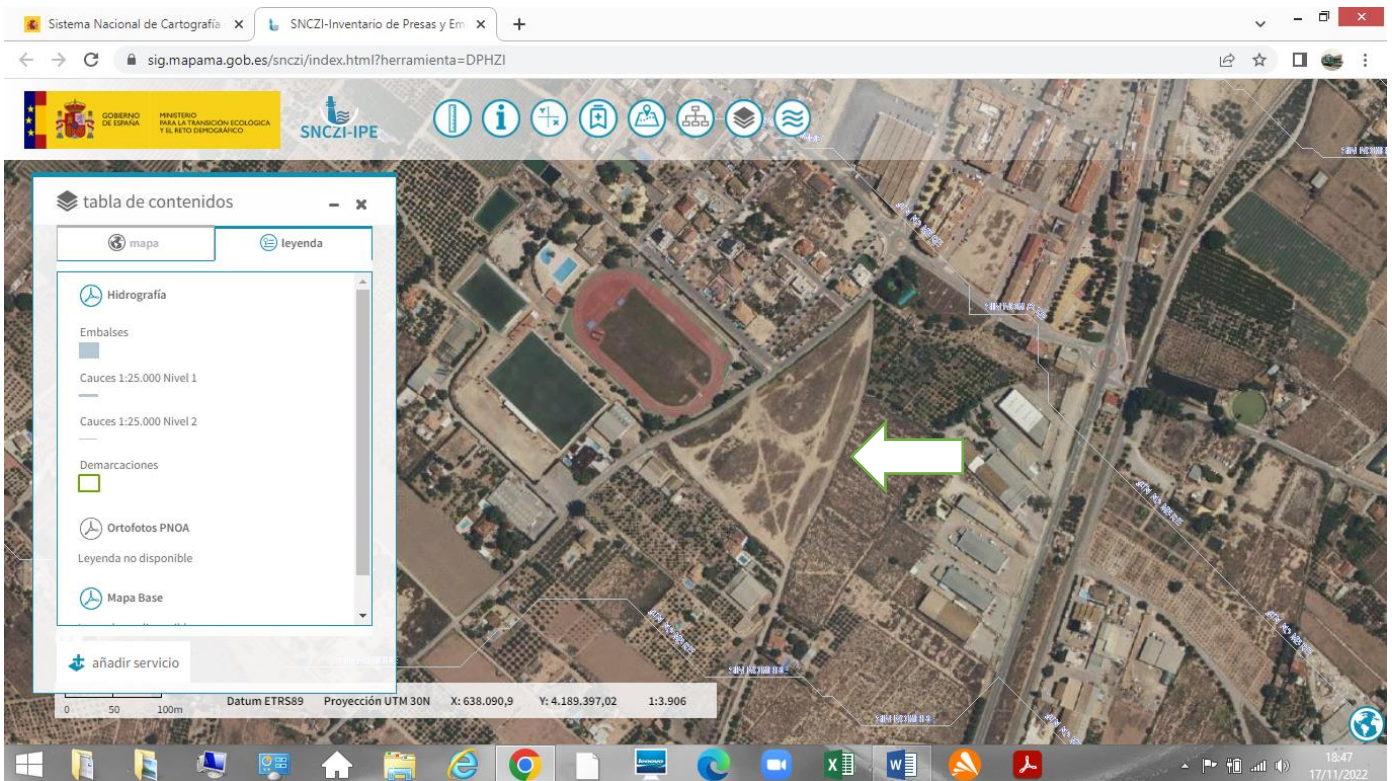 Sistema Nacional de Cartografía
SNCZI-Inventario de Presas y Em
sig.mapama.gob.es/snczi/index.html?herramienta=DPHZI
GOBIERNO
DE ESPAÑA
MINISTERIO
PARA LA TRANSICIÓN ECOLÓGICA
Y EL RETO DEMOGRÁFICO
SNCZI-IPE
tabla de contenidos
mapa
leyenda
Hidrografía
Embalses
Cauces 1:25.000 Nivel 1
Cauces 1:25.000 Nivel 2
Demarcaciones
Ortofotos PNOA
Leyenda no disponible
Mapa Base
añadir servicio
0 50 100m
Datum ETRS89 Proyección UTM 30N X: 638.090,9 Y: 4.189.397,02 1:3.906
lenovo
18:47
17/11/2022